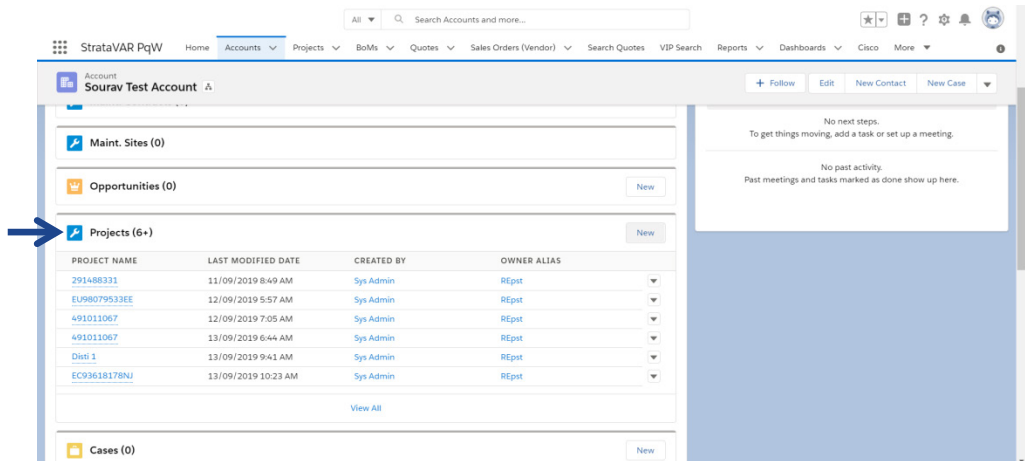 All Search Accounts and more...
StrataVAR PqW Home Accounts Projects BoMs Quotes Sales Orders (Vendor) Search Quotes VIP Search Reports Dashboards Cisco More
Account
Sourav Test Account
+ Follow Edit New Contact New Case
No next steps.
To get things moving, add a task or set up a meeting.
No past activity.
Past meetings and tasks marked as done show up here.
Maint. Sites (0)
Opportunities (0) New
Projects (6+) New
PROJECT NAME LAST MODIFIED DATE CREATED BY OWNER ALIAS
291488331 11/09/2019 8:49 AM Sys Admin REpst
EU98079533EE 12/09/2019 5:57 AM Sys Admin REpst
491011067 12/09/2019 7:05 AM Sys Admin REpst
491011067 13/09/2019 6:44 AM Sys Admin REpst
Disti 1 13/09/2019 9:41 AM Sys Admin REpst
EC93618178NJ 13/09/2019 10:23 AM Sys Admin REpst
View All
Cases (0) New